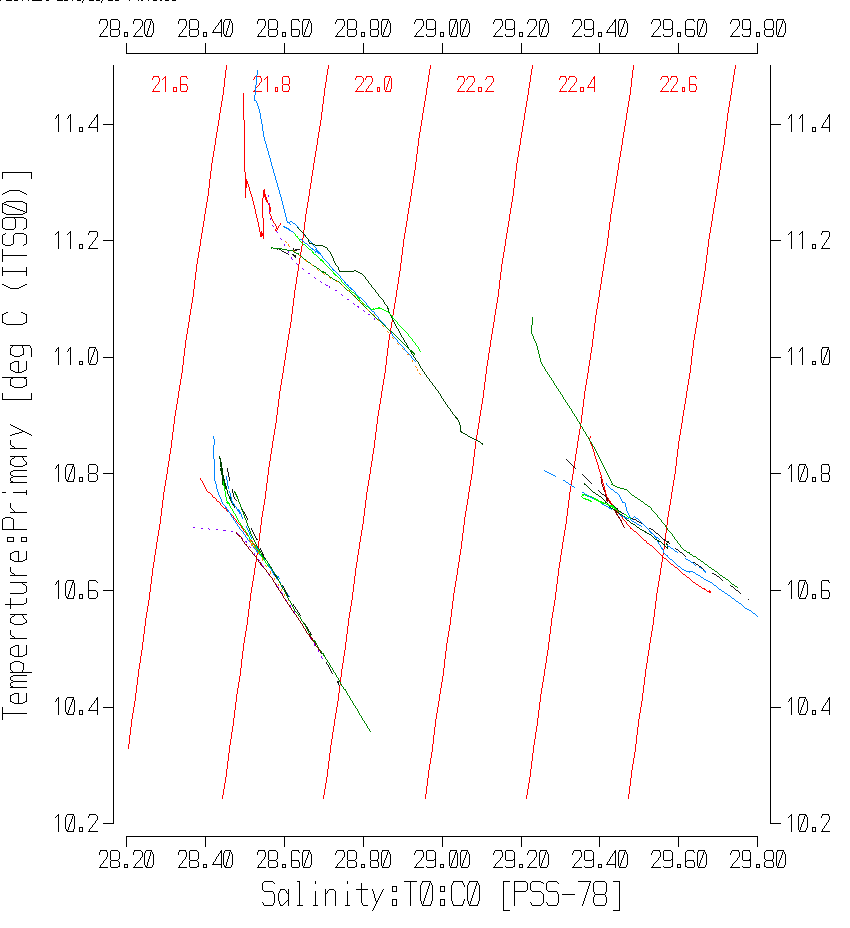 28.20 28.40 28.60 28.80 29.00 29.20 29.40 29.60 29.80
21.6 21.8 22.0 22.2 22.4 22.6
11.4 11.4
11.2 11.2
11.0 11.0
10.8 10.8
10.6 10.6
10.4 10.4
10.2 10.2
Temperature:Primary [deg C (ITS90)]
28.20 28.40 28.60 28.80 29.00 29.20 29.40 29.60 29.80
Salinity:T0:C0 [PSS-78]